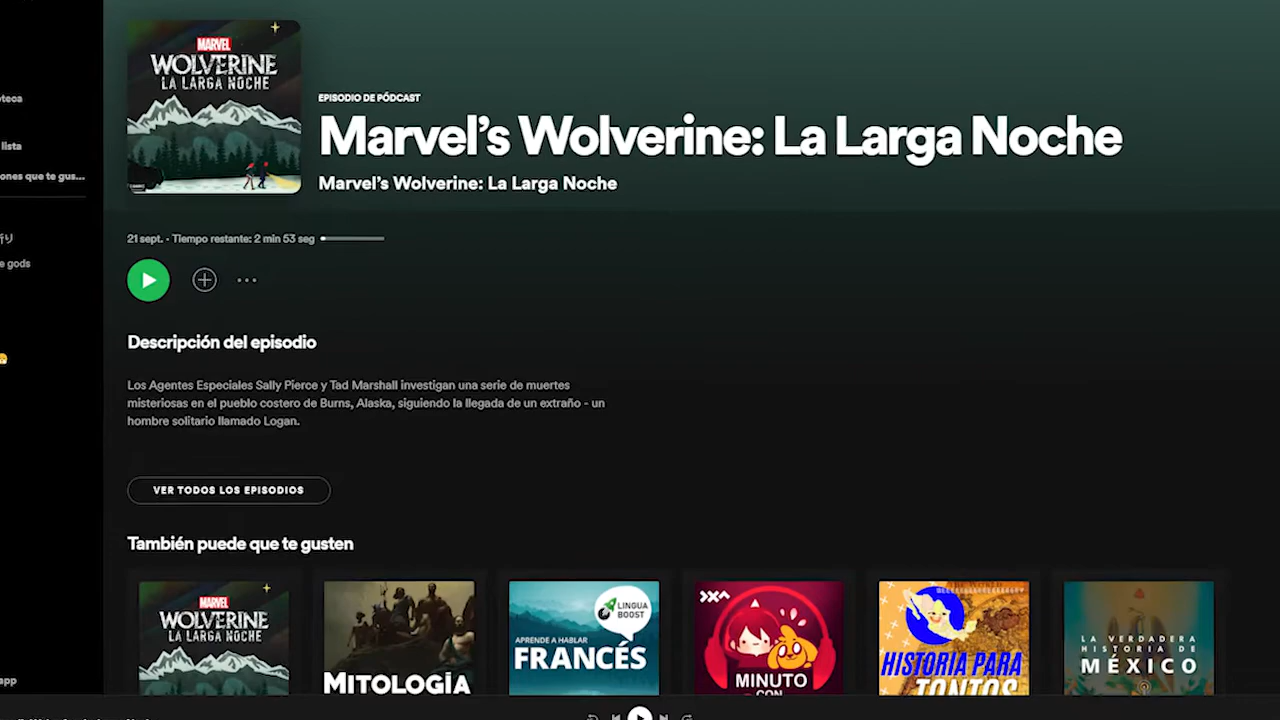 MARVEL
WOLVERINE
LA LARGA NOCHE
EPISODIO DE PÓDCAST
Marvel's Wolverine: La Larga Noche
Marvel's Wolverine: La Larga Noche
oteca
lista
ones que te gus...
e gods
app
21 sept. · Tiempo restante: 2 min 53 seg
Descripción del episodio
Los Agentes Especiales Sally Pierce y Tad Marshall investigan una serie de muertes
misteriosas en el pueblo costero de Burns, Alaska, siguiendo la llegada de un extraño - un
hombre solitario llamado Logan.
VER TODOS LOS EPISODIOS
También puede que te gusten
MARVEL
WOLVERINE
LA LARGA NOCHE
MITOLOGÍA
LINGUA
BOOST
APRENDE A HABLAR
FRANCÉS
MINUTO
CON
HISTORIA PARA
TONTOS
LA VERDADERA
HISTORIA DE
MÉXICO